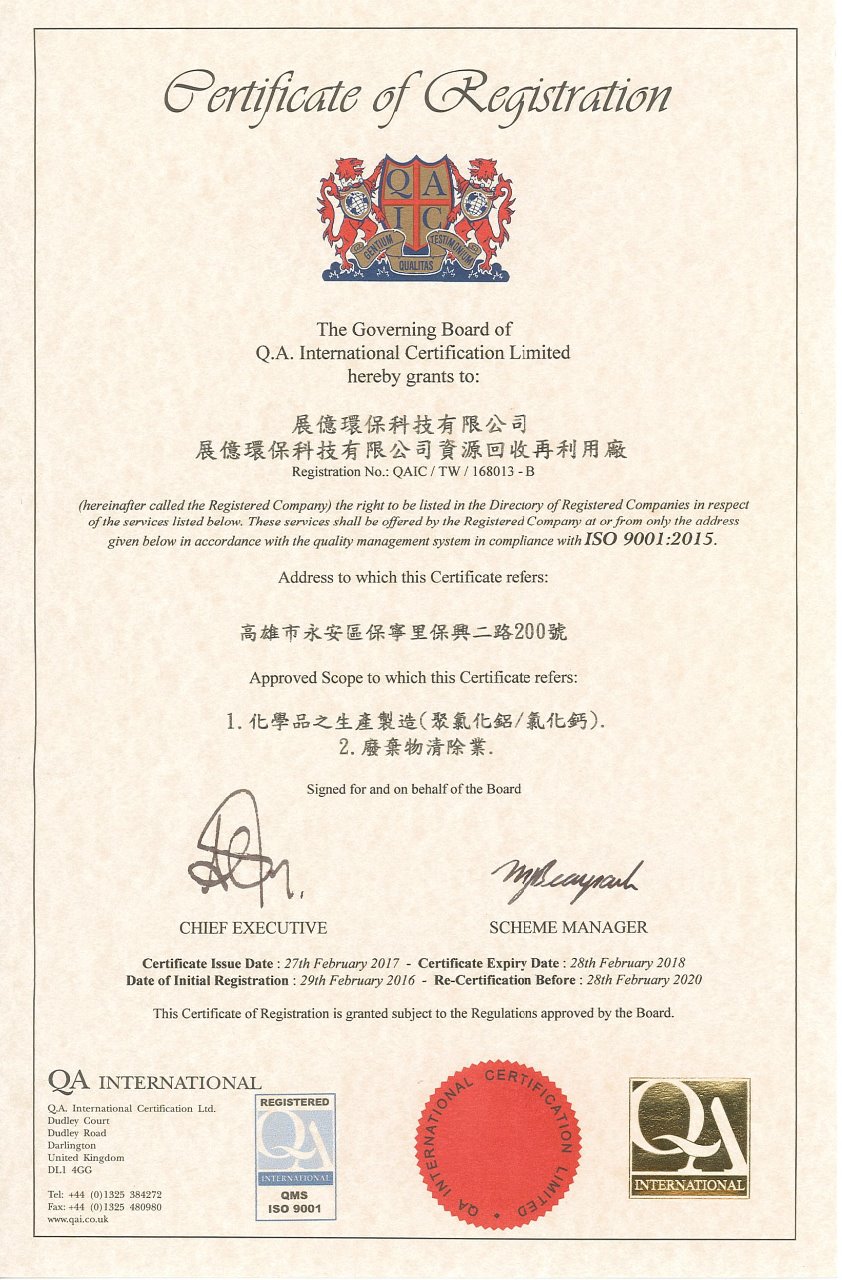 Certificate of Registration
QA
IC
GENTIUM QUALITAS TESTIMONIUM
The Governing Board of
Q.A. International Certification Limited
hereby grants to:
展億環保科技有限公司
展億環保科技有限公司資源回收再利用廠
Registration No.: QAIC / TW / 168013 - B
(hereinafter called the Registered Company) the right to be listed in the Directory of Registered Companies in respect
of the services listed below. These services shall be offered by the Registered Company at or from only the address
given below in accordance with the quality management system in compliance with ISO 9001:2015.
Address to which this Certificate refers:
高雄市永安區保寧里保興二路200號
Approved Scope to which this Certificate refers:
1. 化學品之生產製造(聚氯化鋁/氯化鈣).
2. 廢棄物清除業.
Signed for and on behalf of the Board
CHIEF EXECUTIVE
SCHEME MANAGER
Certificate Issue Date : 27th February 2017 - Certificate Expiry Date : 28th February 2018
Date of Initial Registration : 29th February 2016 - Re-Certification Before : 28th February 2020
This Certificate of Registration is granted subject to the Regulations approved by the Board.
QA INTERNATIONAL
Q.A. International Certification Ltd.
Dudley Court
Dudley Road
Darlington
United Kingdom
DL1 4GG
Tel: +44 (0)1325 384272
Fax: +44 (0)1325 480980
www.qai.co.uk
REGISTERED
QA
INTERNATIONAL
QMS
ISO 9001
QA INTERNATIONAL CERTIFICATION LIMITED
QA
INTERNATIONAL